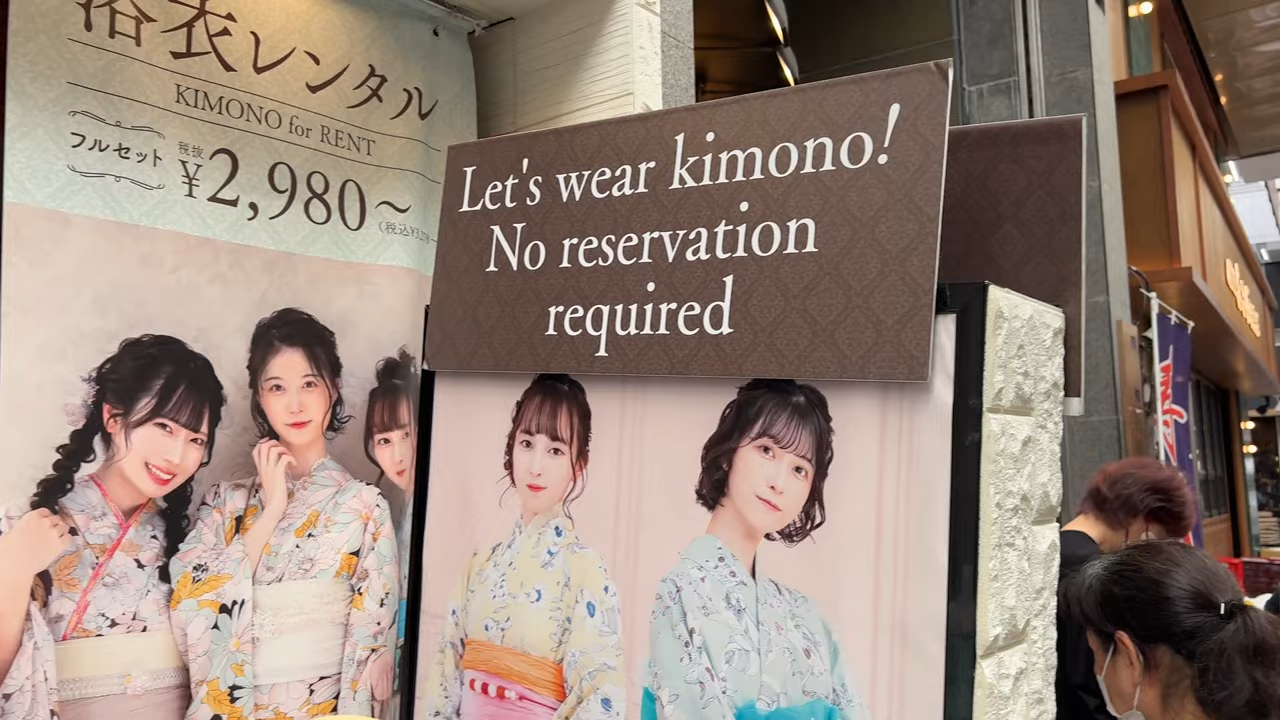 浴衣レンタル
KIMONO for RENT
フルセット
税抜
¥2,980~
Let's wear kimono!
No reservation
required